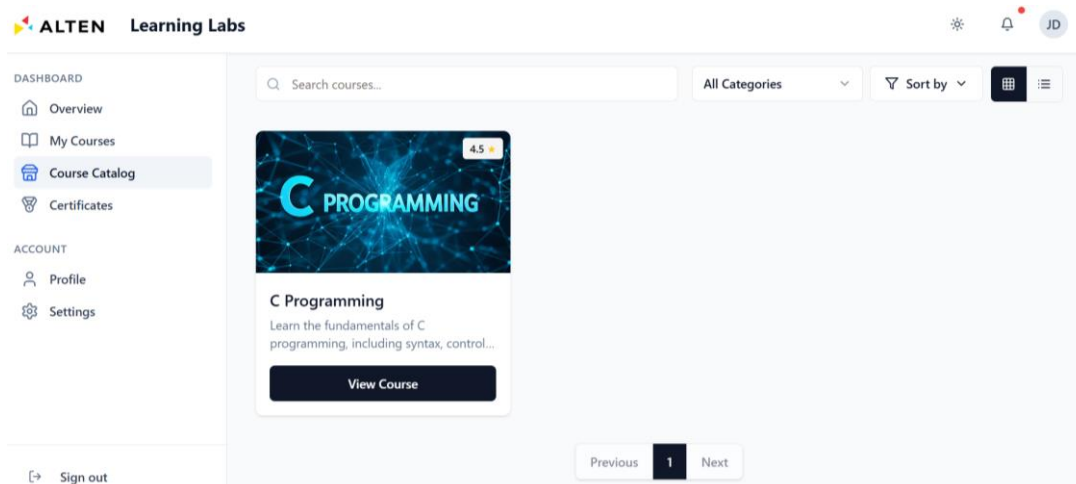 ALTEN Learning Labs
JD
DASHBOARD
Overview
My Courses
Course Catalog
Certificates
ACCOUNT
Profile
Settings
Sign out
Search courses...
All Categories
Sort by
4.5
C PROGRAMMING
C Programming
Learn the fundamentals of C
programming, including syntax, control...
View Course
Previous 1 Next